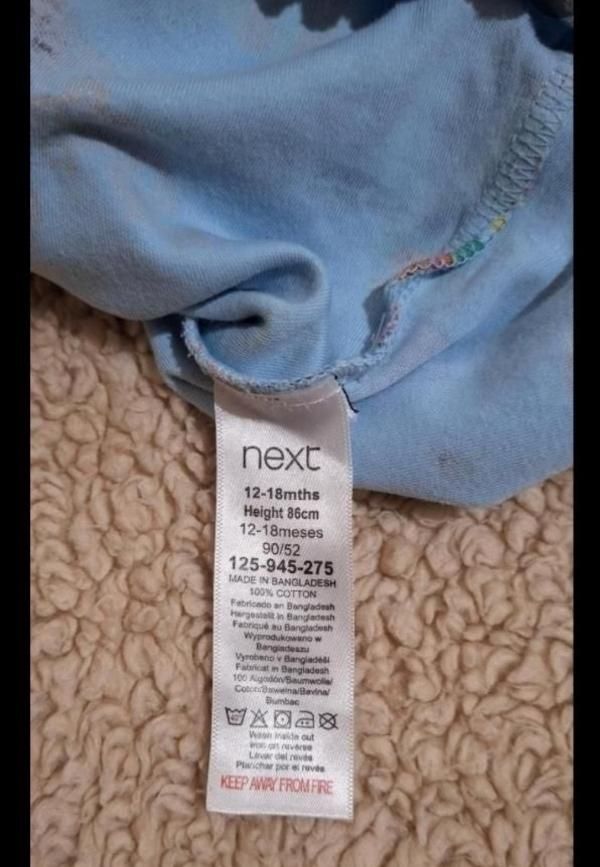 next
12-18mths
Height 86cm
12-18meses
90/52
125-945-275
MADE IN BANGLADESH
100% COTTON
Fabricado en Bangladesh
Hergestellt in Bangladesh
Fabriqué au Bangladesh
Wyprodukowano w
Bangladeszu
Vyrobeno v Bangladéši
Fabricat in Bangladesh
100 Algodón/Baumwolle/
Coton/Bawełna/Bavlna/
Bumbac
Wash inside out
Iron on reverse
Lavar del revés
Planchar por el revés
KEEP AWAY FROM FIRE